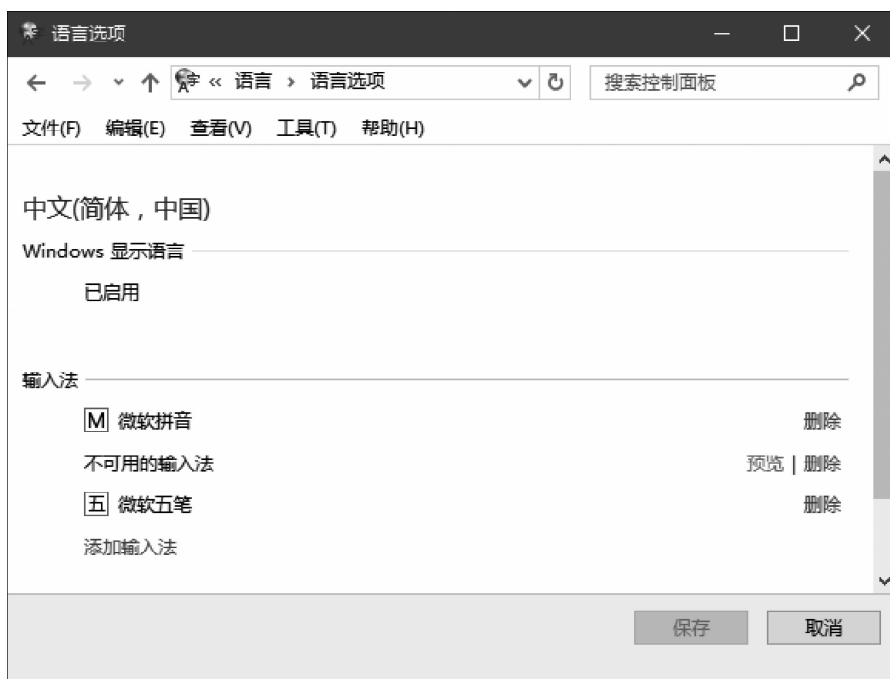 语言选项
« 语言 › 语言选项 搜索控制面板
文件(F) 编辑(E) 查看(V) 工具(T) 帮助(H)
中文(简体，中国)
Windows 显示语言
已启用
输入法
M 微软拼音 删除
不可用的输入法 预览 | 删除
五 微软五笔 删除
添加输入法
保存 取消